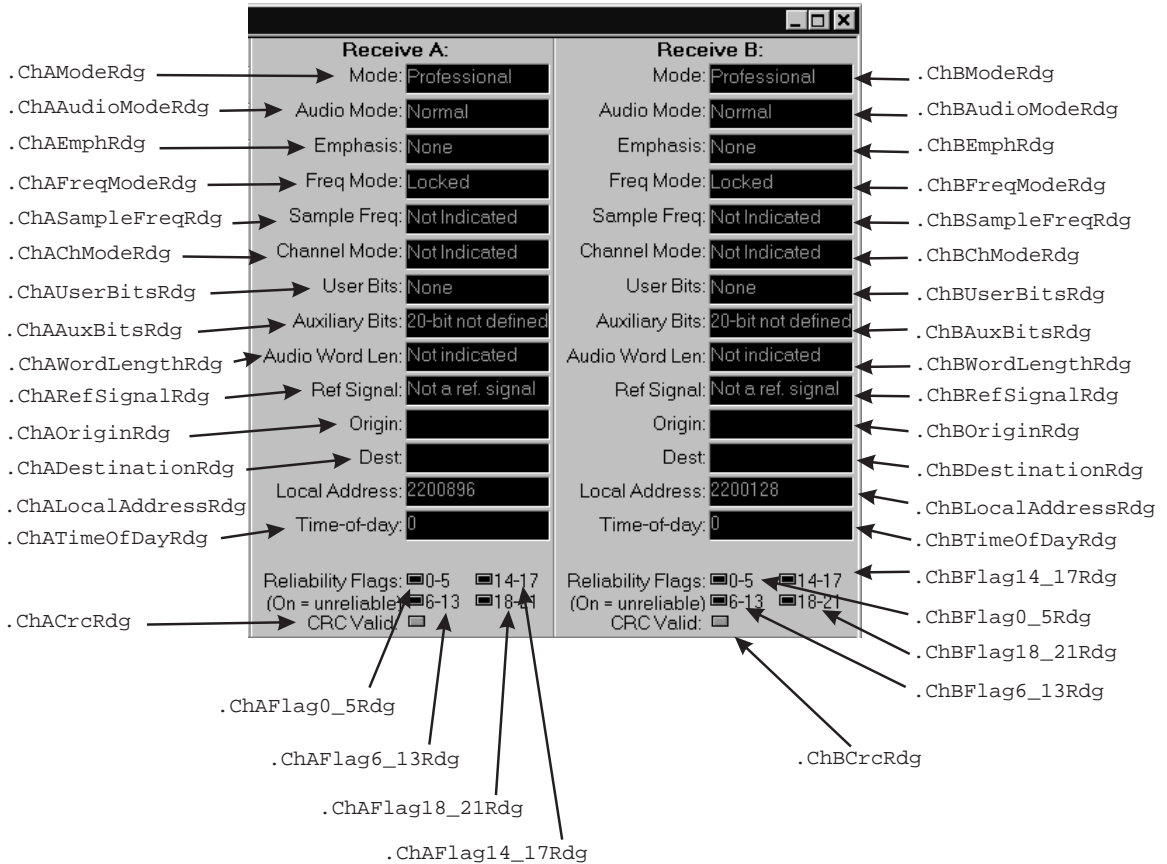 Receive A: Receive B:
.ChAModeRdg Mode: Professional Mode: Professional .ChBModeRdg
.ChAAudioModeRdg Audio Mode: Normal Audio Mode: Normal .ChBAudioModeRdg
.ChAEmphRdg Emphasis: None Emphasis: None .ChBEmphRdg
.ChAFreqModeRdg Freq Mode: Locked Freq Mode: Locked .ChBFreqModeRdg
.ChASampleFreqRdg Sample Freq: Not Indicated Sample Freq: Not Indicated .ChBSampleFreqRdg
.ChAChModeRdg Channel Mode: Not Indicated Channel Mode: Not Indicated .ChBChModeRdg
.ChAUserBitsRdg User Bits: None User Bits: None .ChBUserBitsRdg
.ChAAuxBitsRdg Auxiliary Bits: 20-bit not defined Auxiliary Bits: 20-bit not defined .ChBAuxBitsRdg
.ChAWordLengthRdg Audio Word Len: Not indicated Audio Word Len: Not indicated .ChBWordLengthRdg
.ChARefSignalRdg Ref Signal: Not a ref. signal Ref Signal: Not a ref. signal .ChBRefSignalRdg
.ChAOriginRdg Origin: Origin: .ChBOriginRdg
.ChADestinationRdg Dest: Dest: .ChBDestinationRdg
.ChALocalAddressRdg Local Address: 2200896 Local Address: 2200128 .ChBLocalAddressRdg
.ChATimeOfDayRdg Time-of-day: 0 Time-of-day: 0 .ChBTimeOfDayRdg
Reliability Flags: 0-5 14-17 Reliability Flags: 0-5 14-17 .ChBFlag14_17Rdg
(On = unreliable) 6-13 18-21 (On = unreliable) 6-13 18-21 .ChBFlag0_5Rdg
.ChACrcRdg CRC Valid: CRC Valid: .ChBFlag18_21Rdg
.ChBFlag6_13Rdg
.ChAFlag0_5Rdg
.ChAFlag6_13Rdg .ChBCrcRdg
.ChAFlag18_21Rdg
.ChAFlag14_17Rdg